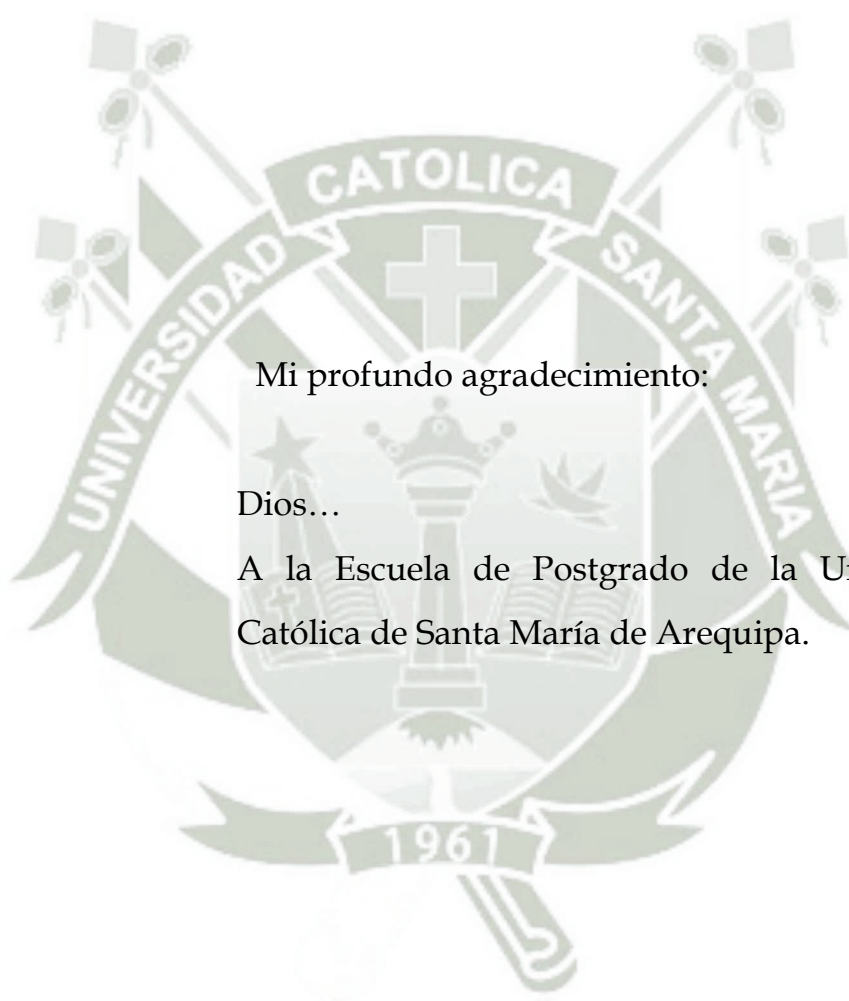 CATOLICA
UNIVERSIDAD
SANTA MARIA
Mi profundo agradecimiento:
Dios…
A la Escuela de Postgrado de la
Católica de Santa María de Arequipa.
1961